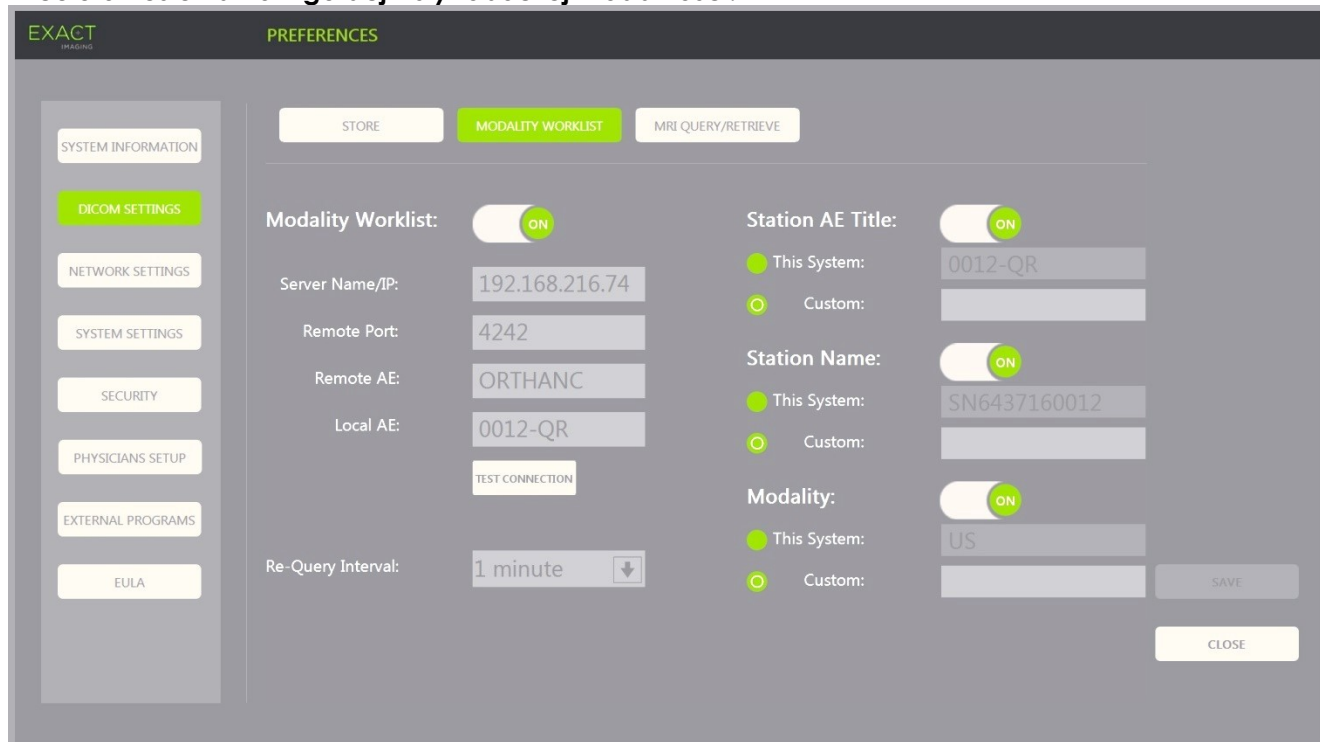 EXACT
IMAGING
PREFERENCES
STORE
MODALITY WORKLIST
MRI QUERY/RETRIEVE
SYSTEM INFORMATION
DICOM SETTINGS
NETWORK SETTINGS
SYSTEM SETTINGS
SECURITY
PHYSICIANS SETUP
EXTERNAL PROGRAMS
EULA
Modality Worklist: ON
Server Name/IP: 192.168.216.74
Remote Port: 4242
Remote AE: ORTHANC
Local AE: 0012-QR
TEST CONNECTION
Re-Query Interval: 1 minute
Station AE Title: ON
This System: 0012-QR
Custom:
Station Name: ON
This System: SN6437160012
Custom:
Modality: ON
This System: US
Custom:
SAVE
CLOSE